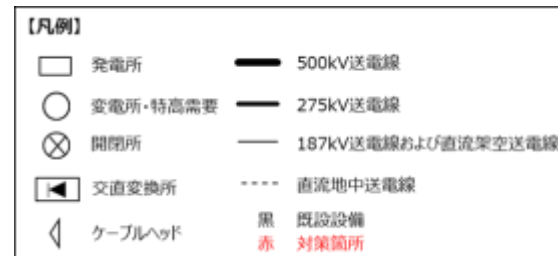 【凡例】
発電所 500kV送電線
変電所・特高需要 275kV送電線
開閉所 187kV送電線および直流架空送電線
交直変換所 直流地中送電線
ケーブルヘッド 黒 既設設備
赤 対策箇所